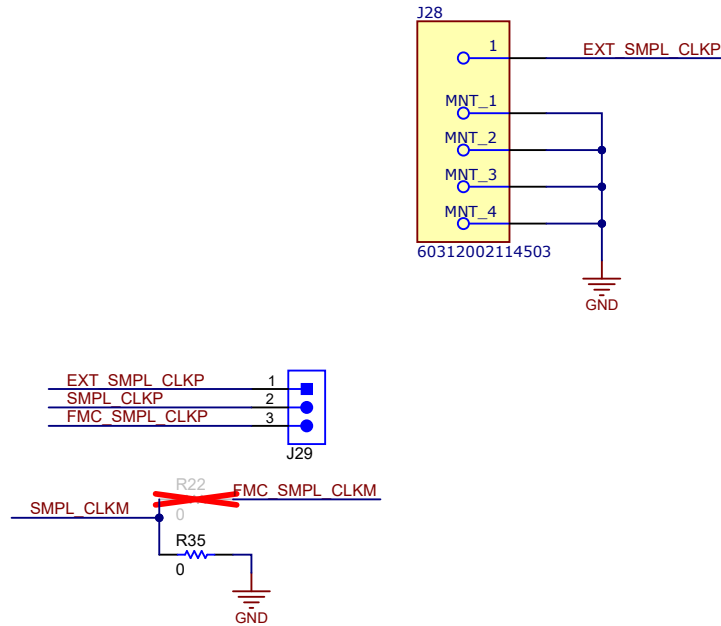 J28
1
EXT_SMPL_CLKP
MNT_1
MNT_2
MNT_3
MNT_4
60312002114503
GND
EXT_SMPL_CLKP
1
SMPL_CLKP
2
FMC_SMPL_CLKP
3
J29
R22
FMC_SMPL_CLKM
0
SMPL_CLKM
R35
0
GND